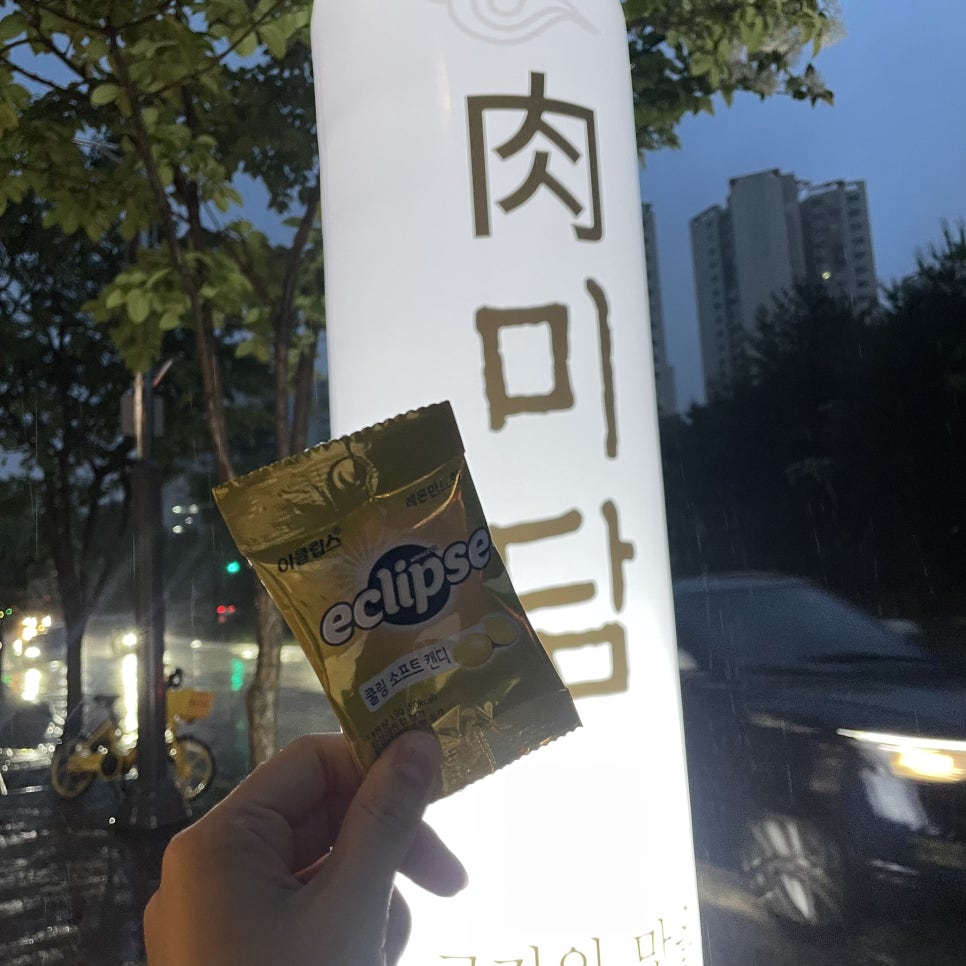 肉
미
담
이클립스
레몬민트
eclipse
쿨링 소프트 캔디